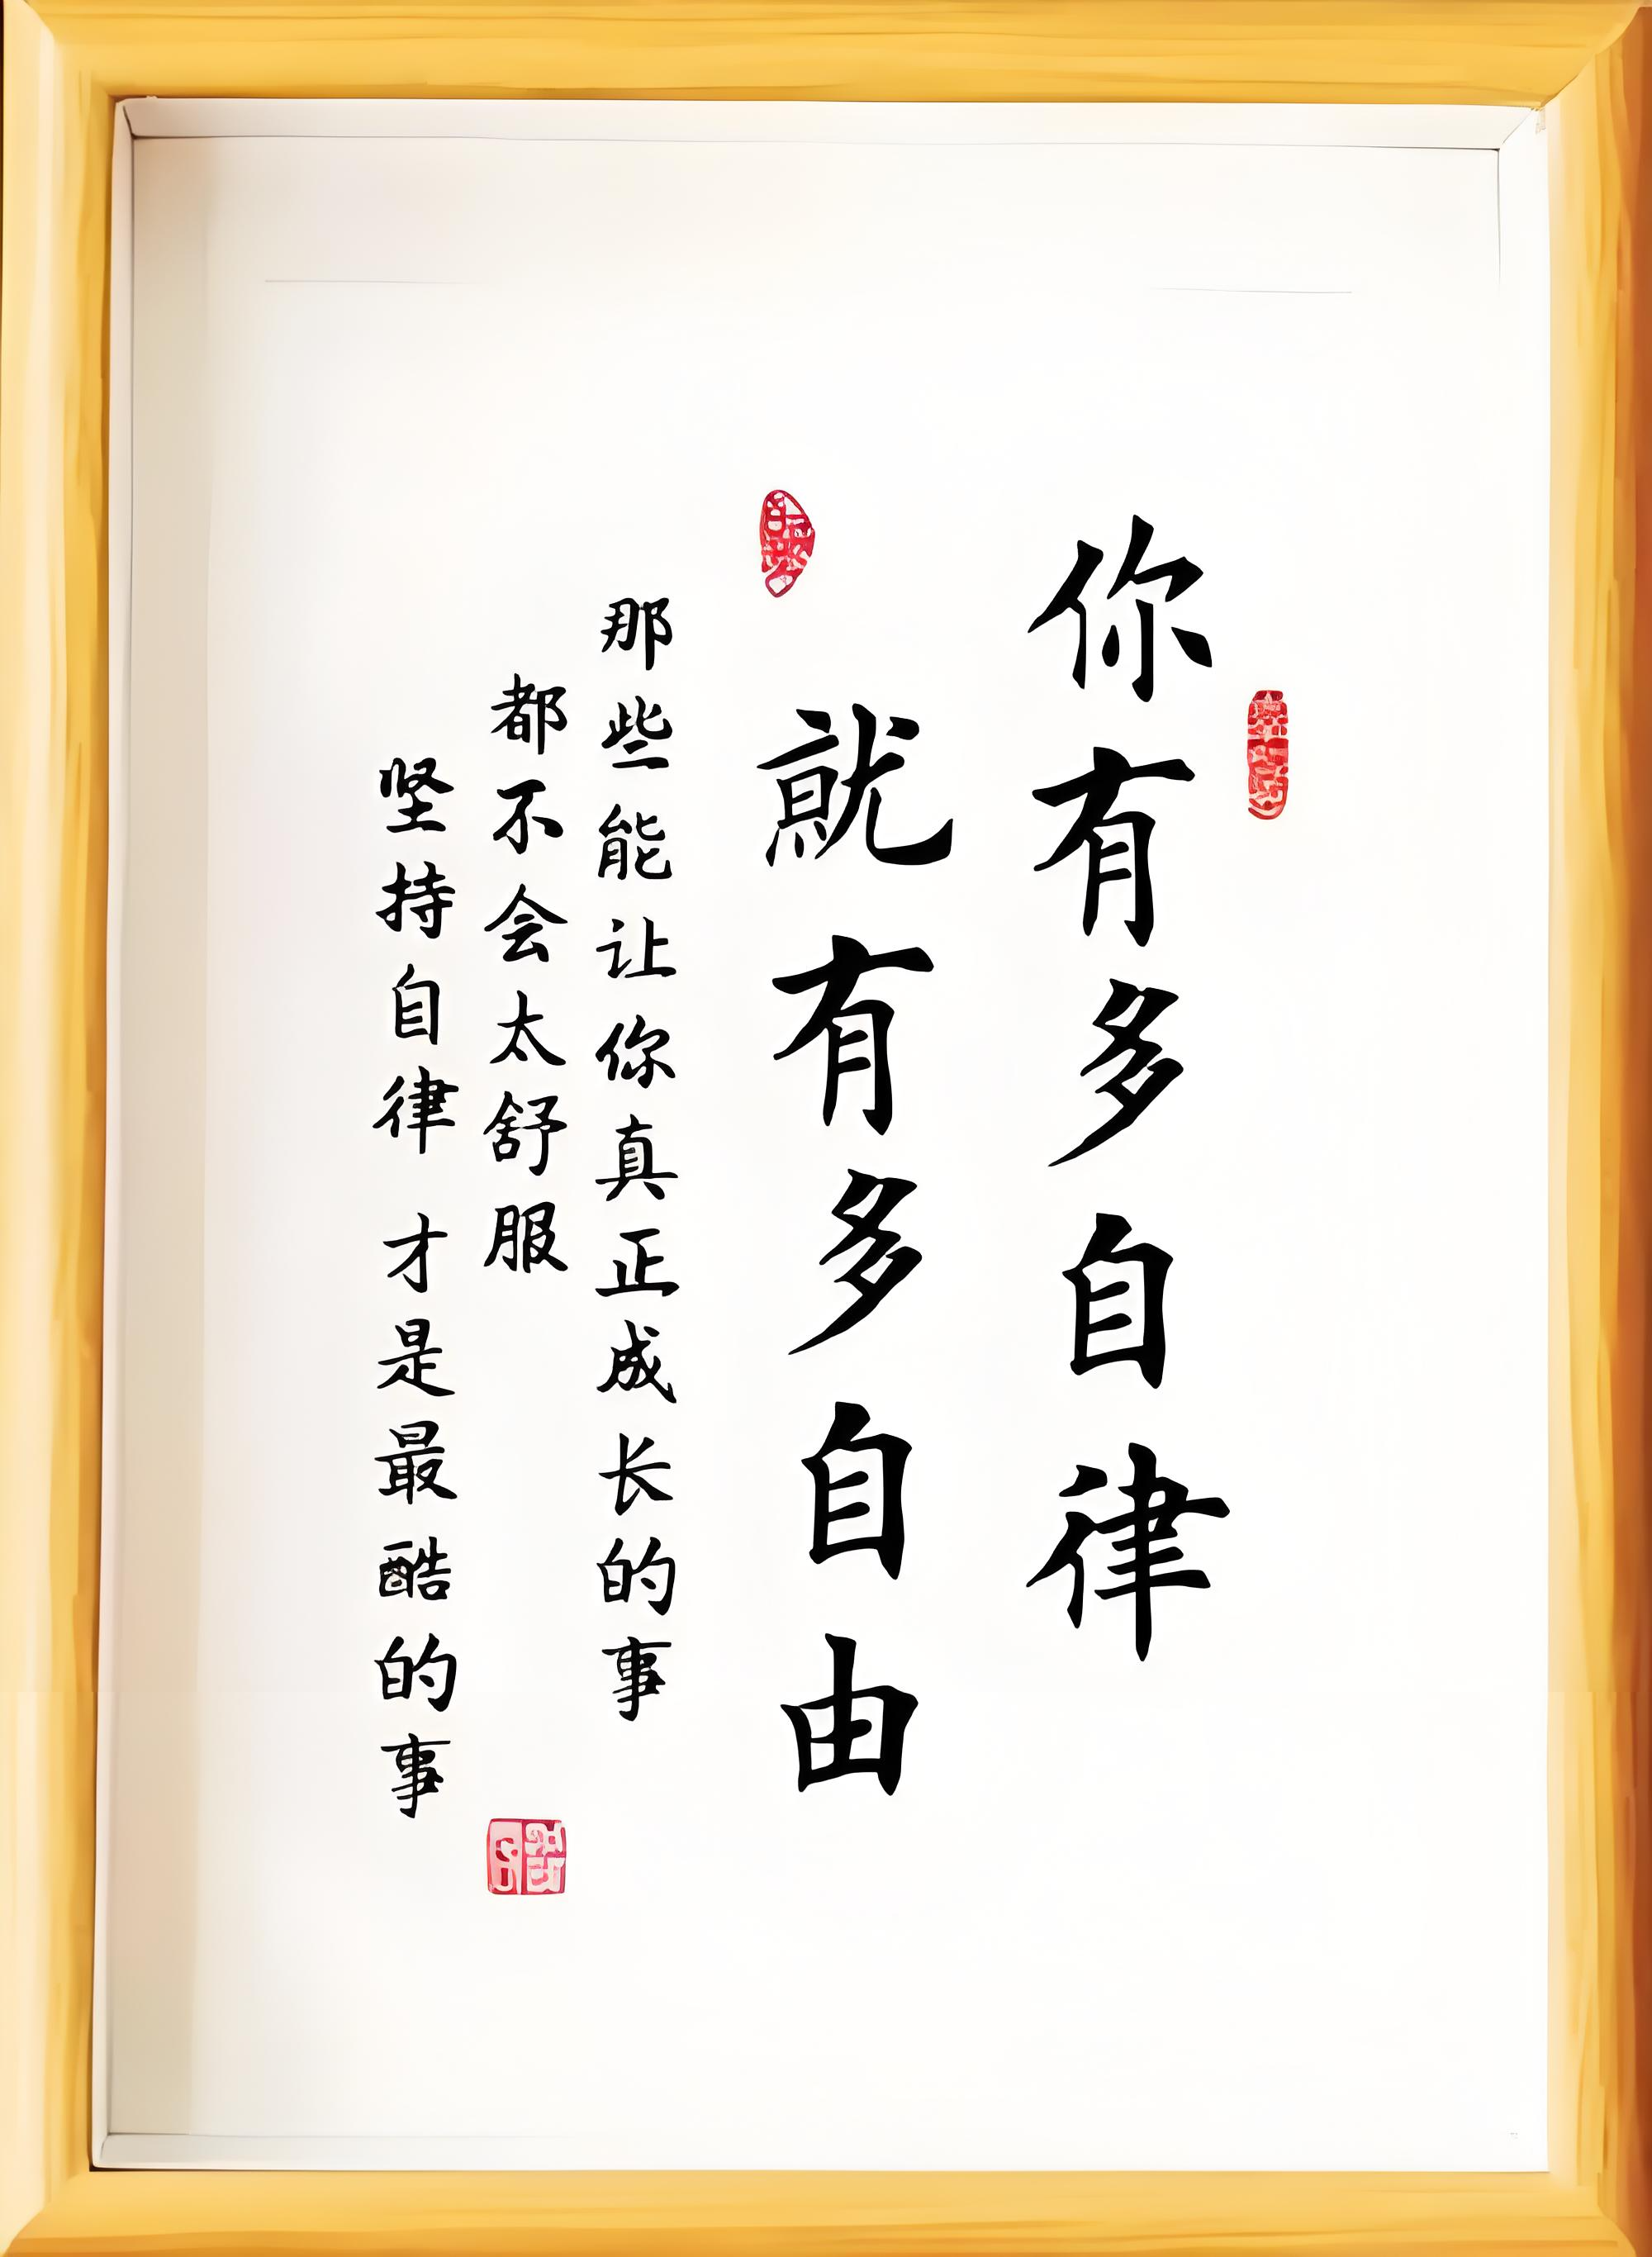 你有多自律
就有多自由
那些能让你真正成长的事
都不会太舒服
坚持自律 才是最酷的事